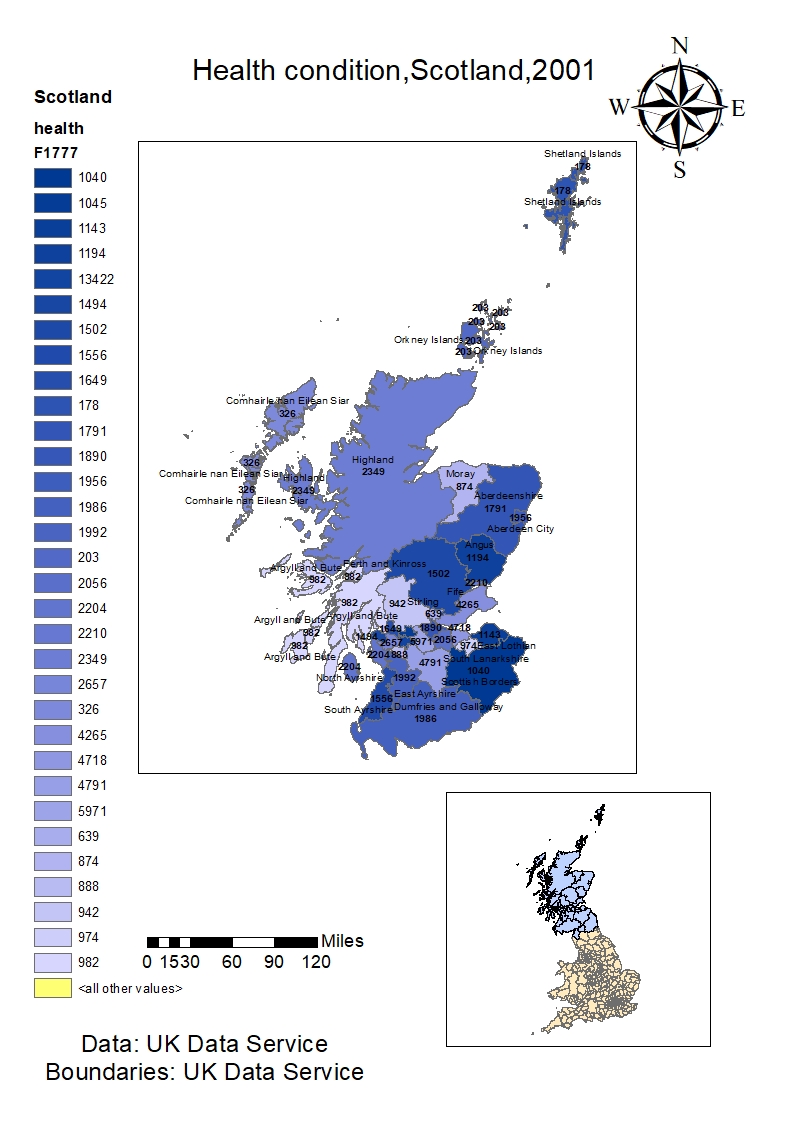 Health condition,Scotland,2001
N
W
E
S
Scotland
health
F1777
1040
1045
1143
1194
13422
1494
1502
1556
1649
178
1791
1890
1956
1986
1992
203
2056
2204
2210
2349
2657
326
4265
4718
4791
5971
639
874
888
942
974
982
<all other values>
Shetland Islands
178
178
Shetland Islands
203
203
203
203
Orkney Islands
203
203
Orkney Islands
Comhairle nan Eilean Siar
326
326
Comhairle nan Eilean Siar
326
Comhairle nan Eilean Siar
Highland
2349
Highland
2349
Moray
874
Aberdeenshire
1791
1956
Aberdeen City
Angus
1194
Perth and Kinross
1502
2210
Argyll and Bute
982
982
982
Fife
4265
942
Stirling
639
Argyll and Bute
Argyll and Bute
982
982
Argyll and Bute
1649
1494
2657
5971
1890
4718
2056
974
1143
East Lothian
2204
888
4791
South Lanarkshire
1040
Scottish Borders
2204
North Ayrshire
1992
East Ayrshire
1556
South Ayrshire
Dumfries and Galloway
1986
Miles
0 15 30 60 90 120
Data: UK Data Service
Boundaries: UK Data Service